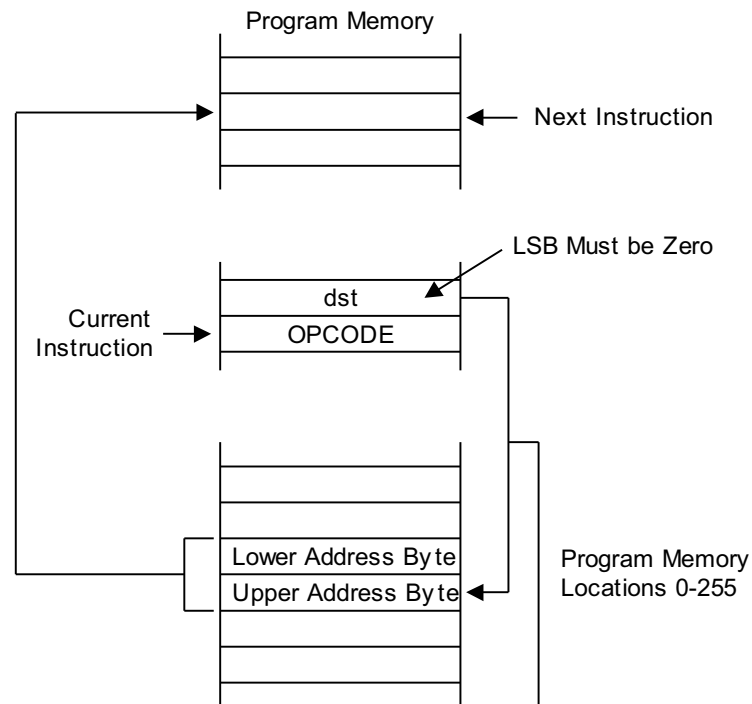 Program Memory
Next Instruction
LSB Must be Zero
dst
Current
Instruction
OPCODE
Lower Address Byte
Upper Address Byte
Program Memory
Locations 0-255